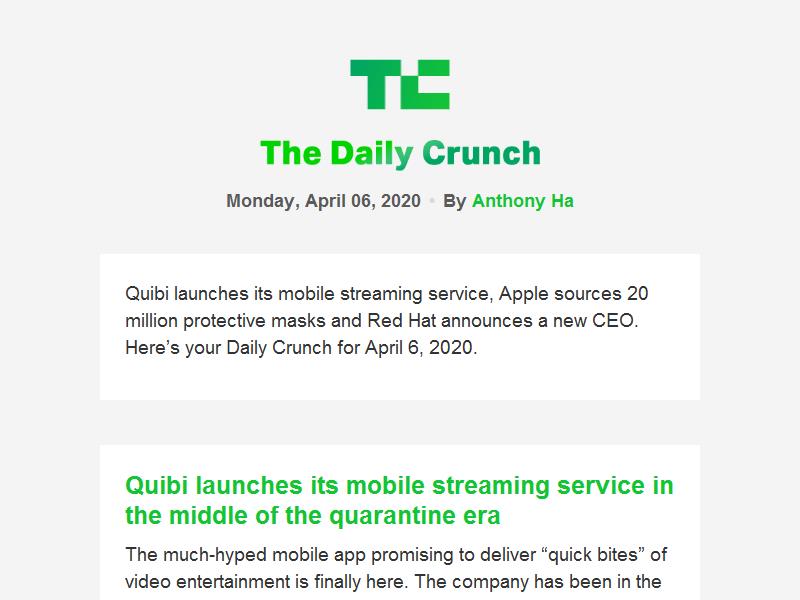 TC
The Daily Crunch
Monday, April 06, 2020 • By Anthony Ha
Quibi launches its mobile streaming service, Apple sources 20
million protective masks and Red Hat announces a new CEO.
Here’s your Daily Crunch for April 6, 2020.
Quibi launches its mobile streaming service in
the middle of the quarantine era
The much-hyped mobile app promising to deliver “quick bites” of
video entertainment is finally here. The company has been in the